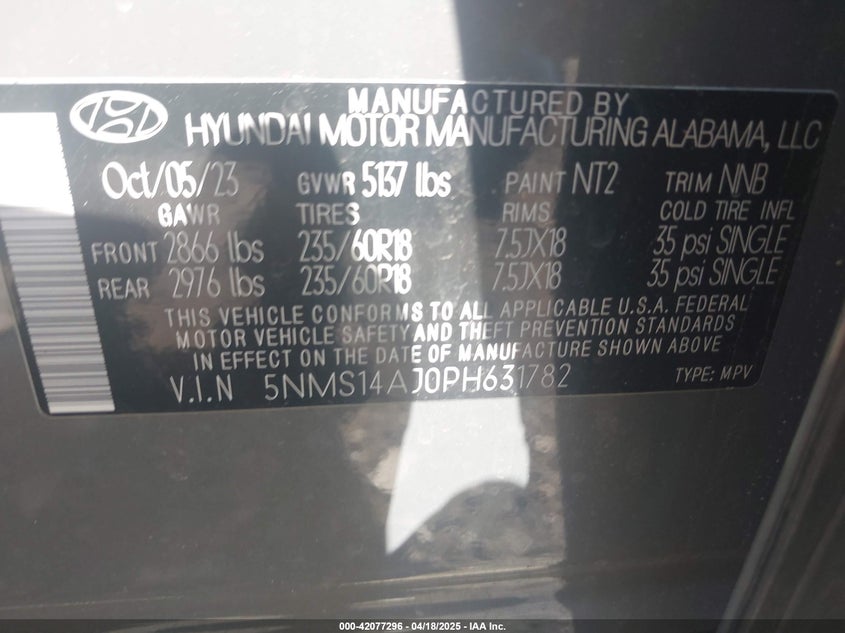 MANUFACTURED BY
HYUNDAI MOTOR MANUFACTURING ALABAMA, LLC
Oct/05/23 GVWR 5137 lbs PAINT NT2 TRIM NNB
GAWR TIRES RIMS COLD TIRE INFL
FRONT 2866 lbs 235/60R18 7.5JX18 35 psi SINGLE
REAR 2976 lbs 235/60R18 7.5JX18 35 psi SINGLE
THIS VEHICLE CONFORMS TO ALL APPLICABLE U.S.A. FEDERAL
MOTOR VEHICLE SAFETY AND THEFT PREVENTION STANDARDS
IN EFFECT ON THE DATE OF MANUFACTURE SHOWN ABOVE
V.I.N 5NMS14AJ0PH631782 TYPE: MPV
000-42077296 - 04/18/2025 - IAA Inc.